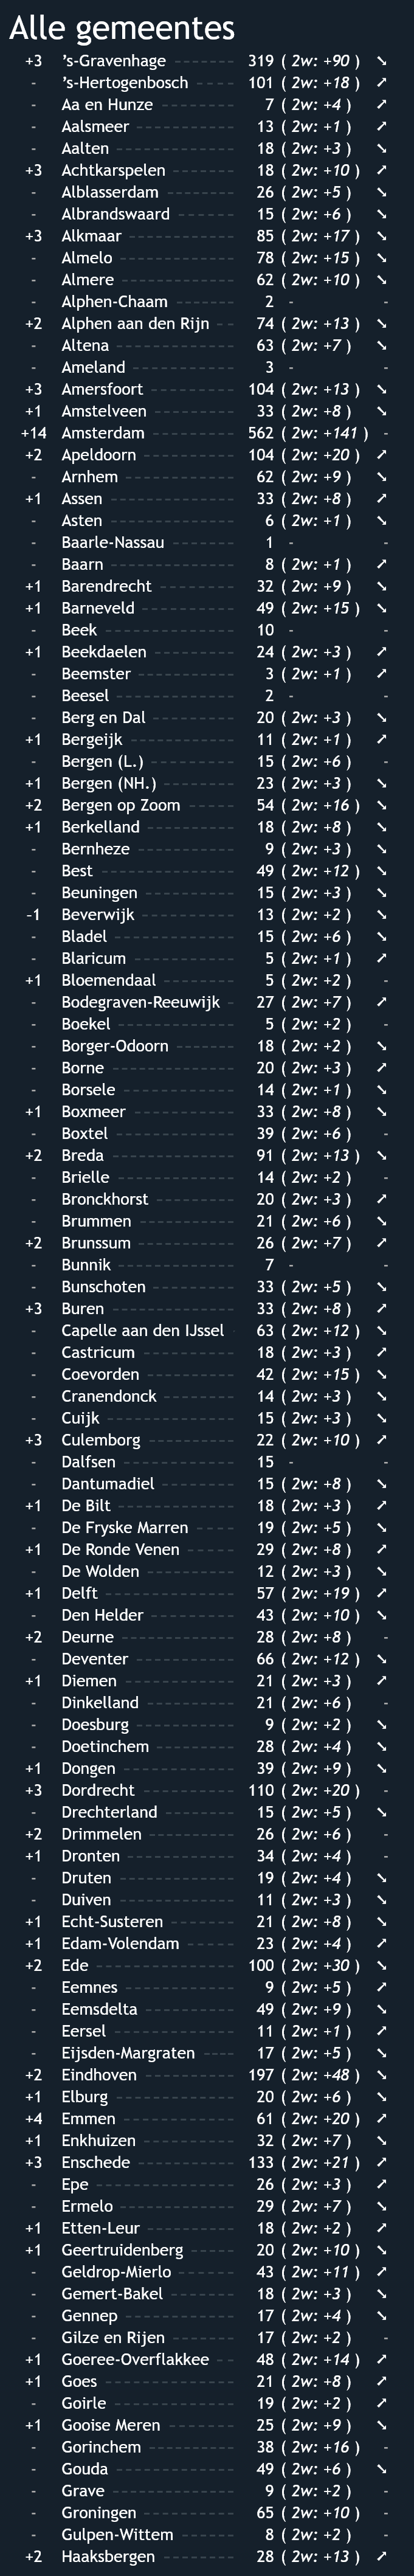 Alle gemeentes
+3 ’s-Gravenhage 319 ( 2w: +90 ) ➘
- ’s-Hertogenbosch 101 ( 2w: +18 ) ➚
- Aa en Hunze 7 ( 2w: +4 ) ➚
- Aalsmeer 13 ( 2w: +1 ) ➘
- Aalten 18 ( 2w: +3 ) ➘
+3 Achtkarspelen 18 ( 2w: +10 ) ➚
- Alblasserdam 26 ( 2w: +5 ) ➘
- Albrandswaard 15 ( 2w: +6 ) ➘
+3 Alkmaar 85 ( 2w: +17 ) ➘
- Almelo 78 ( 2w: +15 ) ➘
- Almere 62 ( 2w: +10 ) ➘
- Alphen-Chaam 2 - -
+2 Alphen aan den Rijn 74 ( 2w: +13 ) ➘
- Altena 63 ( 2w: +7 ) ➘
- Ameland 3 - -
+3 Amersfoort 104 ( 2w: +13 ) ➘
+1 Amstelveen 33 ( 2w: +8 ) ➘
+14 Amsterdam 562 ( 2w: +141 ) -
+2 Apeldoorn 104 ( 2w: +20 ) ➚
- Arnhem 62 ( 2w: +9 ) ➘
+1 Assen 33 ( 2w: +8 ) ➚
- Asten 6 ( 2w: +1 ) ➘
- Baarle-Nassau 1 - -
- Baarn 8 ( 2w: +1 ) ➚
+1 Barendrecht 32 ( 2w: +9 ) ➘
+1 Barneveld 49 ( 2w: +15 ) ➘
- Beek 10 - -
+1 Beekdaelen 24 ( 2w: +3 ) ➚
- Beemster 3 ( 2w: +1 ) ➚
- Beesel 2 - -
- Berg en Dal 20 ( 2w: +3 ) ➘
+1 Bergeijk 11 ( 2w: +1 ) ➚
- Bergen (L.) 15 ( 2w: +6 ) -
+1 Bergen (NH.) 23 ( 2w: +3 ) ➘
+2 Bergen op Zoom 54 ( 2w: +16 ) ➘
+1 Berkelland 18 ( 2w: +8 ) ➘
- Bernheze 9 ( 2w: +3 ) ➘
- Best 49 ( 2w: +12 ) ➘
- Beuningen 15 ( 2w: +3 ) ➘
-1 Beverwijk 13 ( 2w: +2 ) ➘
- Bladel 15 ( 2w: +6 ) ➘
- Blaricum 5 ( 2w: +1 ) ➚
+1 Bloemendaal 5 ( 2w: +2 ) -
- Bodegraven-Reeuwijk 27 ( 2w: +7 ) ➚
- Boekel 5 ( 2w: +2 ) -
- Borger-Odoorn 18 ( 2w: +2 ) ➘
- Borne 20 ( 2w: +3 ) ➚
- Borsele 14 ( 2w: +1 ) ➘
+1 Boxmeer 33 ( 2w: +8 ) ➘
- Boxtel 39 ( 2w: +6 ) -
+2 Breda 91 ( 2w: +13 ) ➘
- Brielle 14 ( 2w: +2 ) -
- Bronckhorst 20 ( 2w: +3 ) ➚
- Brummen 21 ( 2w: +6 ) ➘
+2 Brunssum 26 ( 2w: +7 ) ➚
- Bunnik 7 - -
- Bunschoten 33 ( 2w: +5 ) ➘
+3 Buren 33 ( 2w: +8 ) ➚
- Capelle aan den IJssel 63 ( 2w: +12 ) ➘
- Castricum 18 ( 2w: +3 ) ➚
- Coevorden 42 ( 2w: +15 ) ➘
- Cranendonck 14 ( 2w: +3 ) ➘
- Cuijk 15 ( 2w: +3 ) ➘
+3 Culemborg 22 ( 2w: +10 ) ➚
- Dalfsen 15 - -
- Dantumadiel 15 ( 2w: +8 ) ➘
+1 De Bilt 18 ( 2w: +3 ) ➚
- De Fryske Marren 19 ( 2w: +5 ) ➘
+1 De Ronde Venen 29 ( 2w: +8 ) ➚
- De Wolden 12 ( 2w: +3 ) ➘
+1 Delft 57 ( 2w: +19 ) ➚
- Den Helder 43 ( 2w: +10 ) ➘
+2 Deurne 28 ( 2w: +8 ) -
- Deventer 66 ( 2w: +12 ) ➘
+1 Diemen 21 ( 2w: +3 ) ➚
- Dinkelland 21 ( 2w: +6 ) -
- Doesburg 9 ( 2w: +2 ) ➘
- Doetinchem 28 ( 2w: +4 ) ➘
+1 Dongen 39 ( 2w: +9 ) ➘
+3 Dordrecht 110 ( 2w: +20 ) -
- Drechterland 15 ( 2w: +5 ) ➘
+2 Drimmelen 26 ( 2w: +6 ) -
+1 Dronten 34 ( 2w: +4 ) -
- Druten 19 ( 2w: +4 ) ➘
- Duiven 11 ( 2w: +3 ) ➘
+1 Echt-Susteren 21 ( 2w: +8 ) ➘
+1 Edam-Volendam 23 ( 2w: +4 ) ➚
+2 Ede 100 ( 2w: +30 ) ➘
- Eemnes 9 ( 2w: +5 ) ➚
- Eemsdelta 49 ( 2w: +9 ) ➘
- Eersel 11 ( 2w: +1 ) ➚
- Eijsden-Margraten 17 ( 2w: +5 ) ➘
+2 Eindhoven 197 ( 2w: +48 ) ➘
+1 Elburg 20 ( 2w: +6 ) ➘
+4 Emmen 61 ( 2w: +20 ) ➚
+1 Enkhuizen 32 ( 2w: +7 ) ➘
+3 Enschede 133 ( 2w: +21 ) ➚
- Epe 26 ( 2w: +3 ) ➚
- Ermelo 29 ( 2w: +7 ) ➘
+1 Etten-Leur 18 ( 2w: +2 ) ➚
+1 Geertruidenberg 20 ( 2w: +10 ) ➘
- Geldrop-Mierlo 43 ( 2w: +11 ) ➚
- Gemert-Bakel 18 ( 2w: +3 ) ➘
- Gennep 17 ( 2w: +4 ) ➘
- Gilze en Rijen 17 ( 2w: +2 ) -
+1 Goeree-Overflakkee 48 ( 2w: +14 ) ➚
+1 Goes 21 ( 2w: +8 ) ➚
- Goirle 19 ( 2w: +2 ) ➚
+1 Gooise Meren 25 ( 2w: +9 ) ➘
- Gorinchem 38 ( 2w: +16 ) -
- Gouda 49 ( 2w: +6 ) ➘
- Grave 9 ( 2w: +2 ) -
- Groningen 65 ( 2w: +10 ) -
- Gulpen-Wittem 8 ( 2w: +2 ) -
+2 Haaksbergen 28 ( 2w: +13 ) ➚